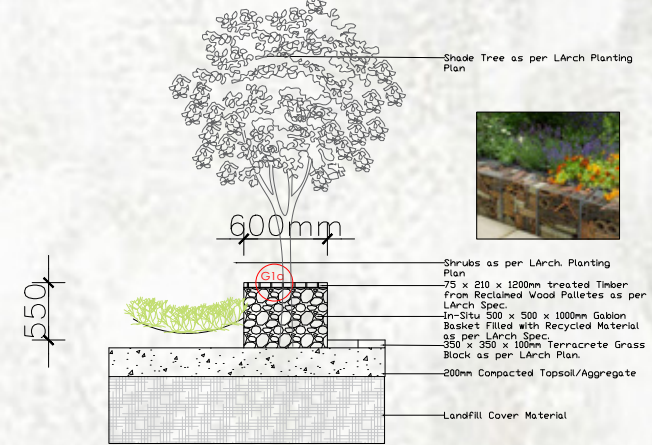 Shade Tree as per LArch Planting
Plan
600mm
Shrubs as per LArch. Planting
Plan
G1a
75 x 210 x 1200mm treated Timber
from Reclaimed Wood Palletes as per
LArch Spec.
550
In-Situ 500 x 500 x 1000mm Gabion
Basket Filled with Recycled Material
as per LArch Spec.
350 x 350 x 100mm Terracrete Grass
Block as per LArch Plan.
200mm Compacted Topsoil/Aggregate
Landfill Cover Material